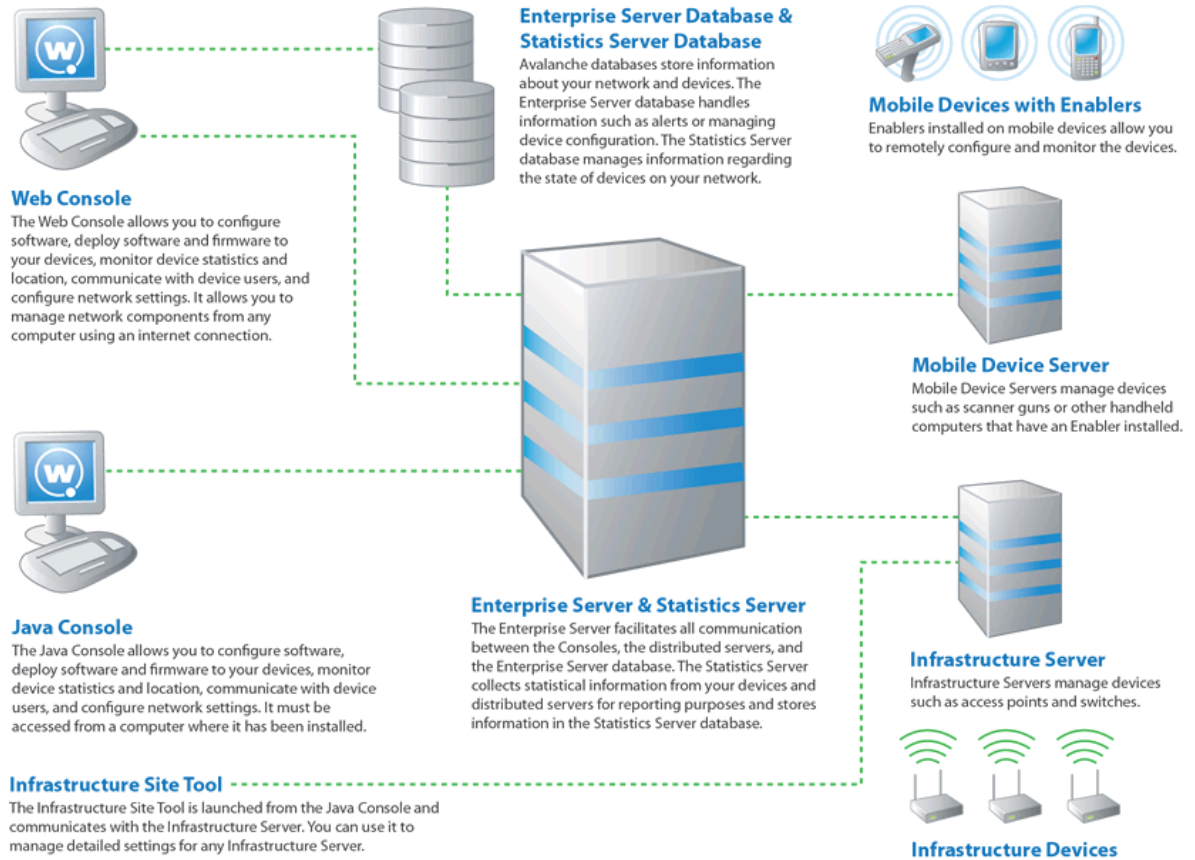 W
Enterprise Server Database &
Statistics Server Database
Avalanche databases store information
about your network and devices. The
Enterprise Server database handles
information such as alerts or managing
device configuration. The Statistics Server
database manages information regarding
the state of devices on your network.
Mobile Devices with Enablers
Enablers installed on mobile devices allow you
to remotely configure and monitor the devices.
Web Console
The Web Console allows you to configure
software, deploy software and firmware to
your devices, monitor device statistics and
location, communicate with device users, and
configure network settings. It allows you to
manage network components from any
computer using an internet connection.
Mobile Device Server
Mobile Device Servers manage devices
such as scanner guns or other handheld
computers that have an Enabler installed.
W
Java Console
The Java Console allows you to configure software,
deploy software and firmware to your devices, monitor
device statistics and location, communicate with device
users, and configure network settings. It must be
accessed from a computer where it has been installed.
Enterprise Server & Statistics Server
The Enterprise Server facilitates all communication
between the Consoles, the distributed servers, and
the Enterprise Server database. The Statistics Server
collects statistical information from your devices and
distributed servers for reporting purposes and stores
information in the Statistics Server database.
Infrastructure Server
Infrastructure Servers manage devices
such as access points and switches.
Infrastructure Site Tool
The Infrastructure Site Tool is launched from the Java Console and
communicates with the Infrastructure Server. You can use it to
manage detailed settings for any Infrastructure Server.
Infrastructure Devices